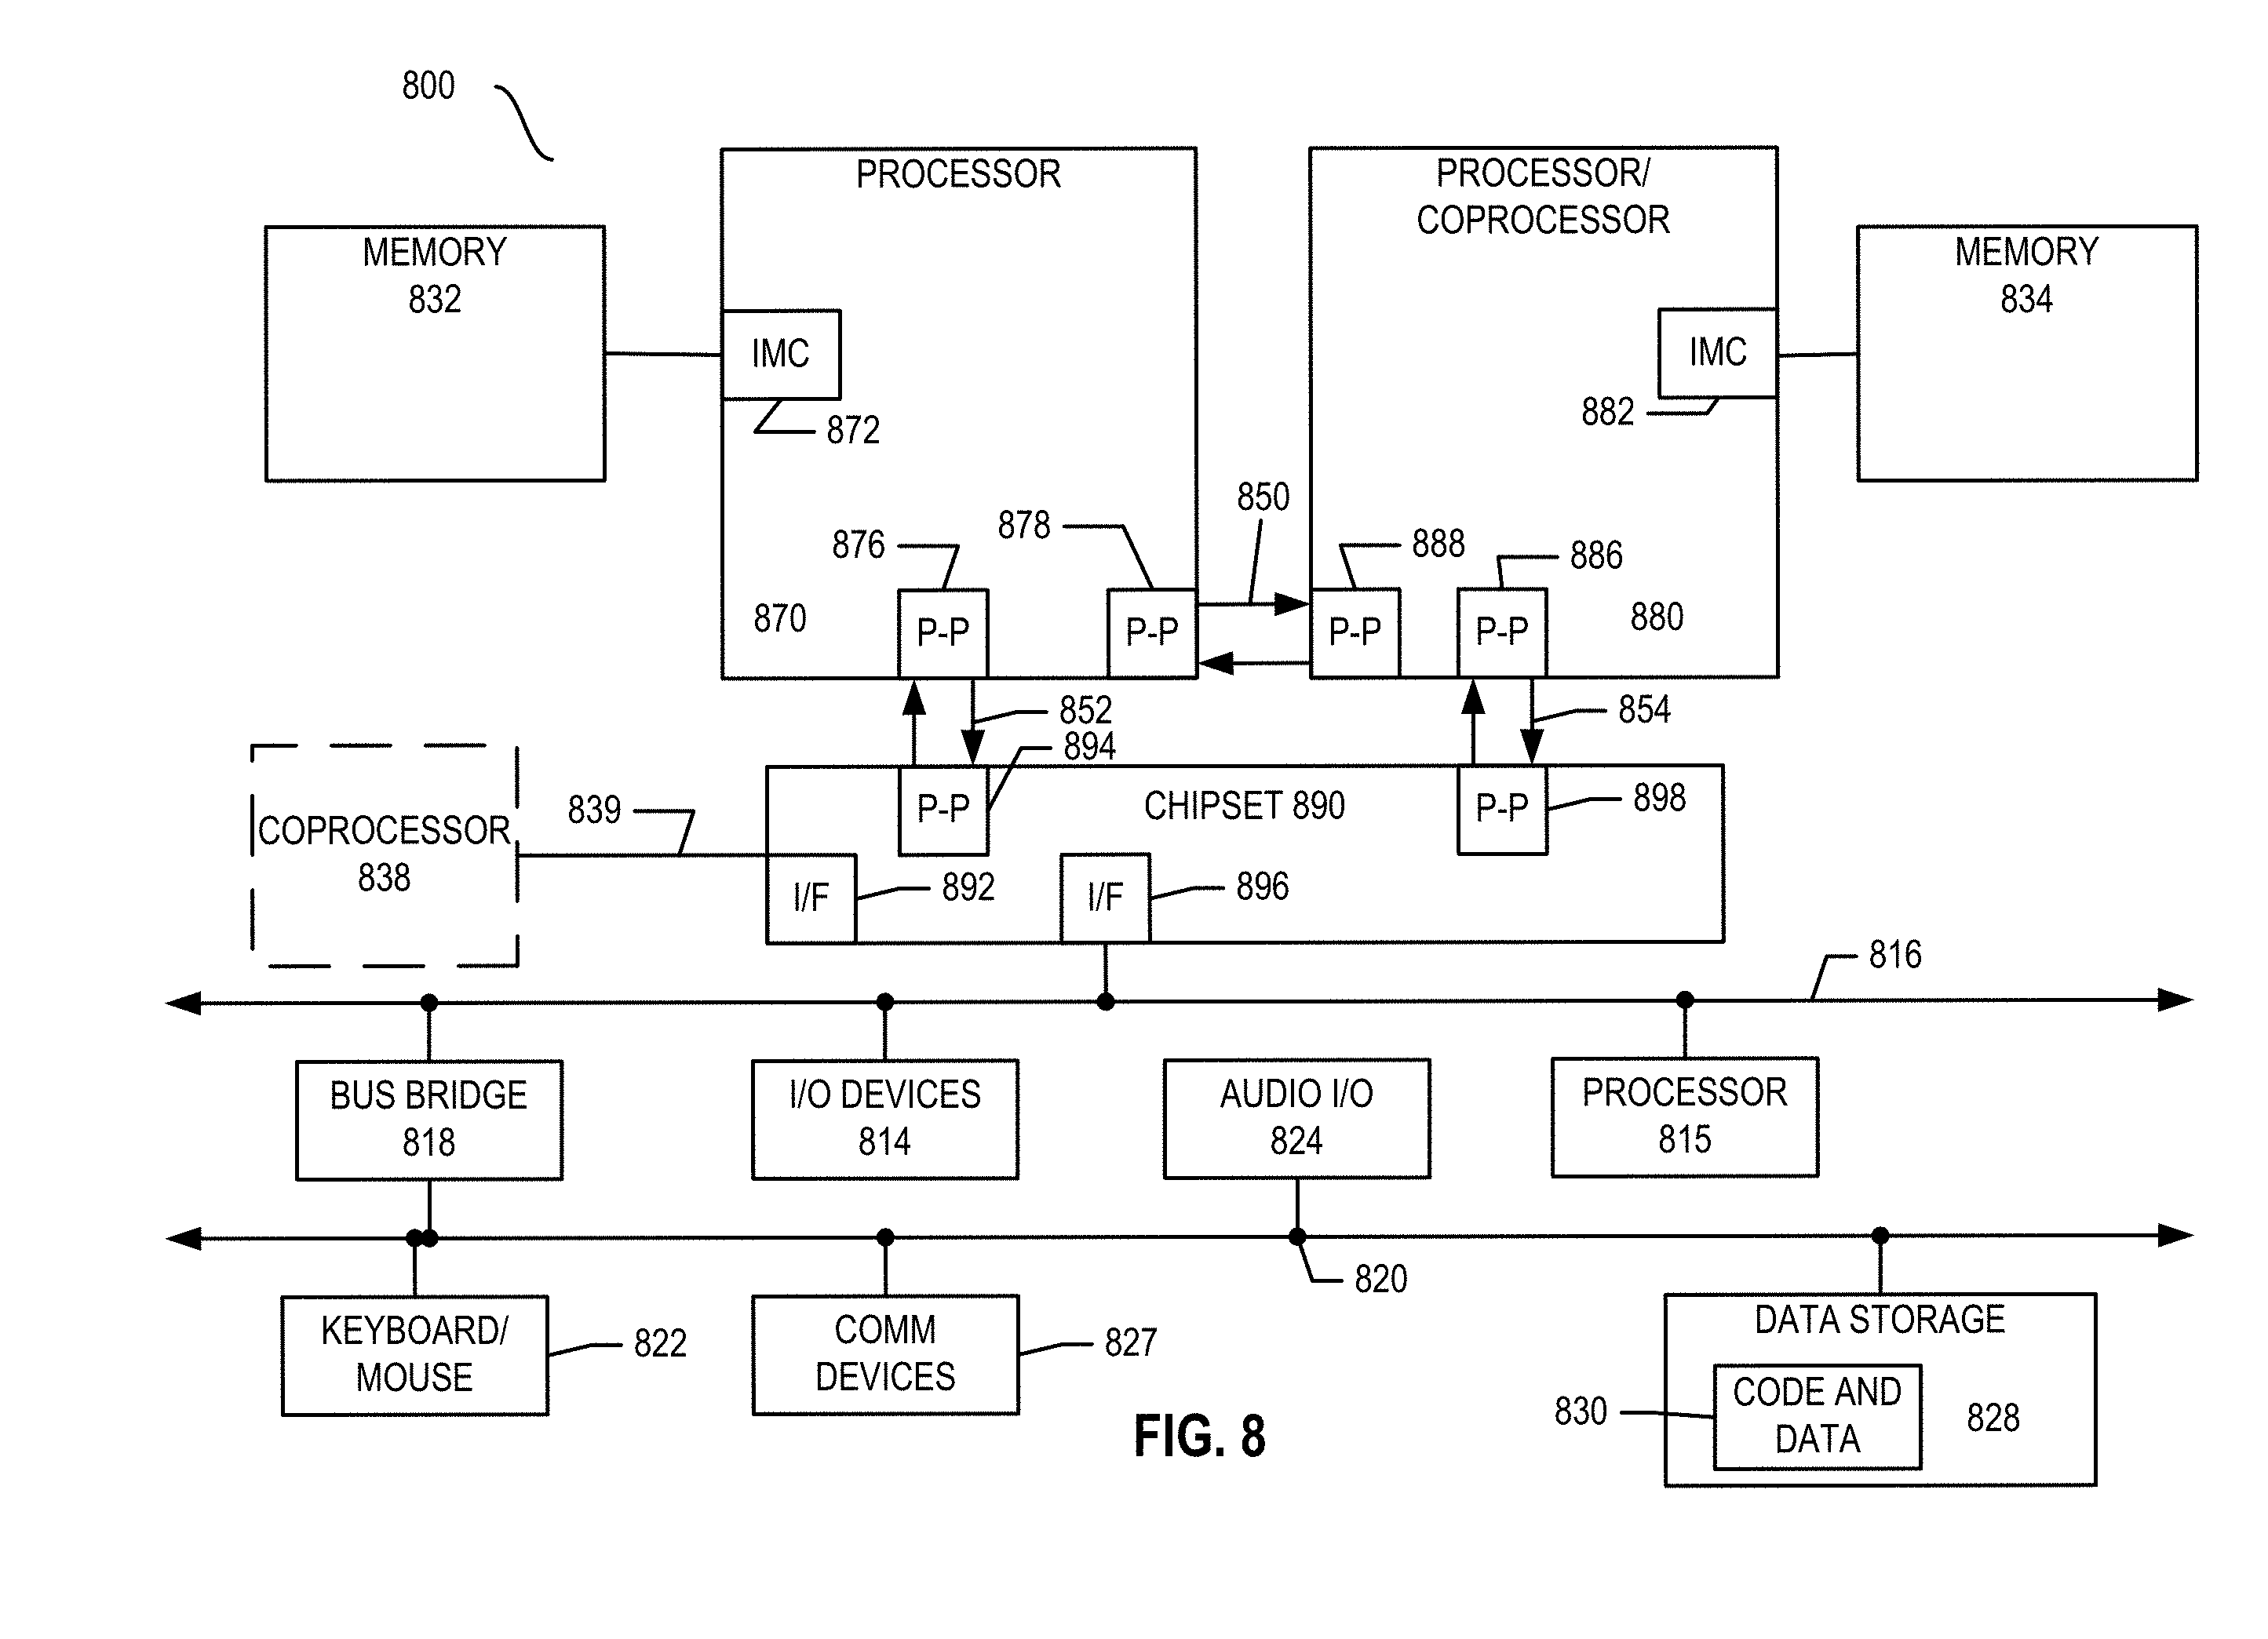 800
PROCESSOR
PROCESSOR/
COPROCESSOR
MEMORY
832
MEMORY
834
IMC
872
IMC
882
850
876
878
888
886
870
P-P
P-P
P-P
P-P
880
852
854
894
COPROCESSOR
838
839
P-P
CHIPSET 890
P-P
898
I/F
892
I/F
896
816
BUS BRIDGE
818
I/O DEVICES
814
AUDIO I/O
824
PROCESSOR
815
820
KEYBOARD/
MOUSE
822
COMM
DEVICES
827
DATA STORAGE
830
CODE AND
DATA
828
FIG. 8